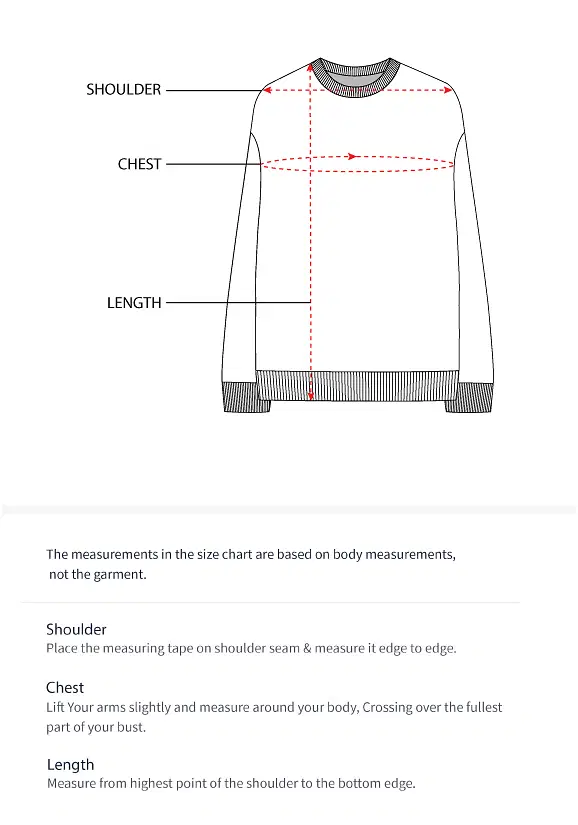 SHOULDER
CHEST
LENGTH
The measurements in the size chart are based on body measurements,
not the garment.
Shoulder
Place the measuring tape on shoulder seam & measure it edge to edge.
Chest
Lift Your arms slightly and measure around your body, Crossing over the fullest
part of your bust.
Length
Measure from highest point of the shoulder to the bottom edge.